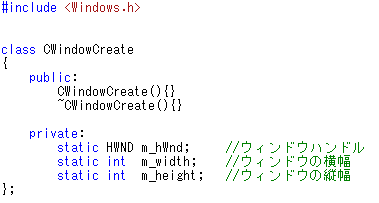 #include <Windows.h>
class CWindowCreate
{
public:
CWindowCreate(){}
~CWindowCreate(){}
private:
static HWND m_hWnd; //ウィンドウハンドル
static int m_width; //ウィンドウの横幅
static int m_height; //ウィンドウの縦幅
};